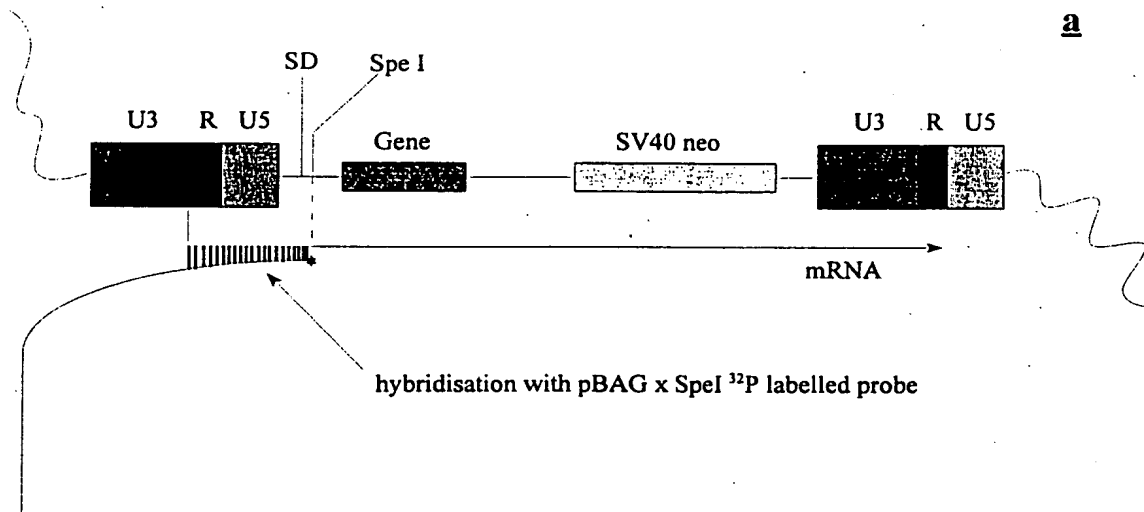 a
SD Spe I
U3 R U5 Gene SV40 neo U3 R U5
*
mRNA
hybridisation with pBAG x SpeI ³²P labelled probe